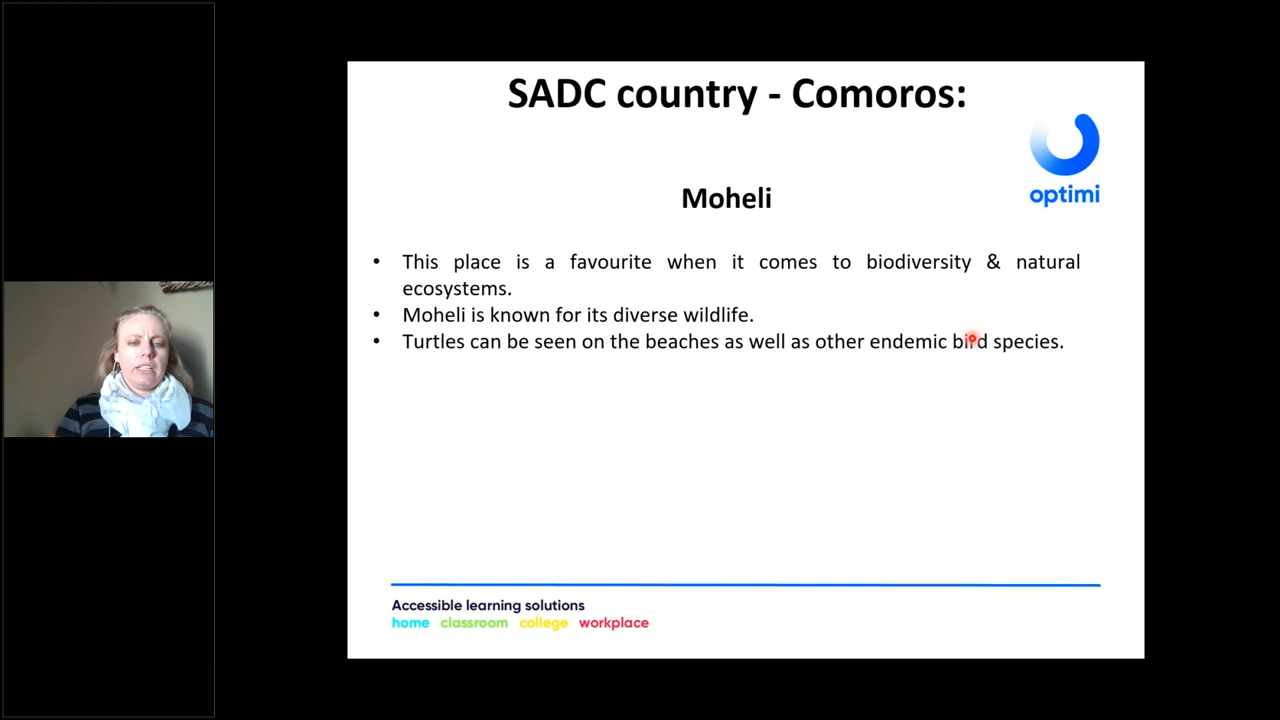 SADC country - Comoros:
optimi
Moheli
• This place is a favourite when it comes to biodiversity & natural
ecosystems.
• Moheli is known for its diverse wildlife.
• Turtles can be seen on the beaches as well as other endemic bird species.
Accessible learning solutions
home classroom college workplace